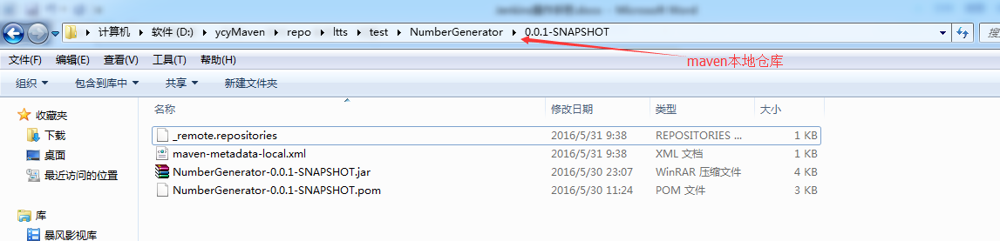 Jenkins操作手册.docx - Microsoft Word
计算机 软件 (D:) ycyMaven repo ltts test NumberGenerator 0.0.1-SNAPSHOT
maven本地仓库
文件(F) 编辑(E) 查看(V) 工具(T) 帮助(H)
组织 包含到库中 共享 新建文件夹
名称 修改日期 类型 大小
收藏夹
下载
桌面
最近访问的位置
库
暴风影视库
_remote.repositories 2016/5/31 9:38 REPOSITORIES ... 1 KB
maven-metadata-local.xml 2016/5/31 9:38 XML 文档 1 KB
NumberGenerator-0.0.1-SNAPSHOT.jar 2016/5/30 23:07 WinRAR 压缩文件 4 KB
NumberGenerator-0.0.1-SNAPSHOT.pom 2016/5/30 11:24 POM 文件 3 KB